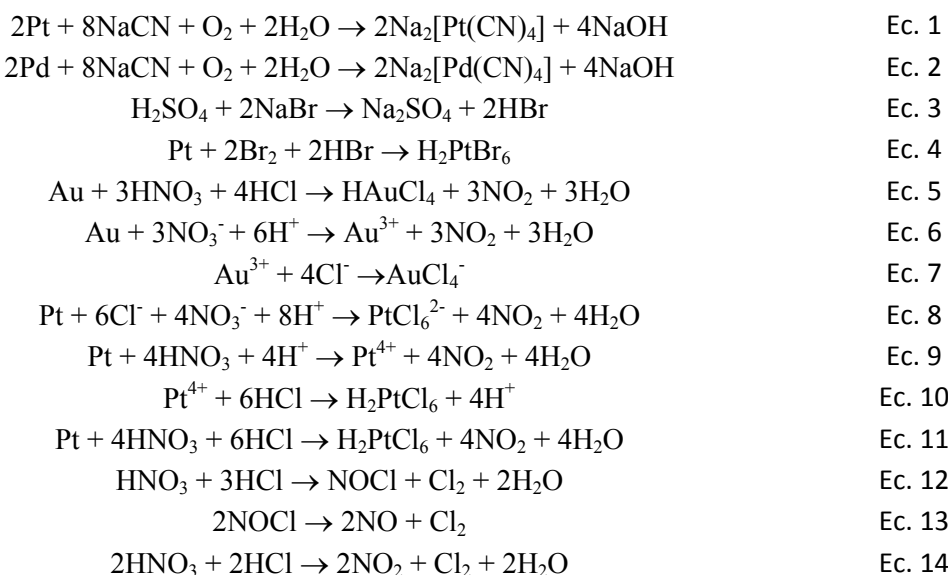 2Pt + 8NaCN + O₂ + 2H₂O → 2Na₂[Pt(CN)₄] + 4NaOH Ec. 1
2Pd + 8NaCN + O₂ + 2H₂O → 2Na₂[Pd(CN)₄] + 4NaOH Ec. 2
H₂SO₄ + 2NaBr → Na₂SO₄ + 2HBr Ec. 3
Pt + 2Br₂ + 2HBr → H₂PtBr₆ Ec. 4
Au + 3HNO₃ + 4HCl → HAuCl₄ + 3NO₂ + 3H₂O Ec. 5
Au + 3NO₃⁻ + 6H⁺ → Au³⁺ + 3NO₂ + 3H₂O Ec. 6
Au³⁺ + 4Cl⁻ →AuCl₄⁻ Ec. 7
Pt + 6Cl⁻ + 4NO₃⁻ + 8H⁺ → PtCl₆²⁻ + 4NO₂ + 4H₂O Ec. 8
Pt + 4HNO₃ + 4H⁺ → Pt⁴⁺ + 4NO₂ + 4H₂O Ec. 9
Pt⁴⁺ + 6HCl → H₂PtCl₆ + 4H⁺ Ec. 10
Pt + 4HNO₃ + 6HCl → H₂PtCl₆ + 4NO₂ + 4H₂O Ec. 11
HNO₃ + 3HCl → NOCl + Cl₂ + 2H₂O Ec. 12
2NOCl → 2NO + Cl₂ Ec. 13
2HNO₃ + 2HCl → 2NO₂ + Cl₂ + 2H₂O Ec. 14